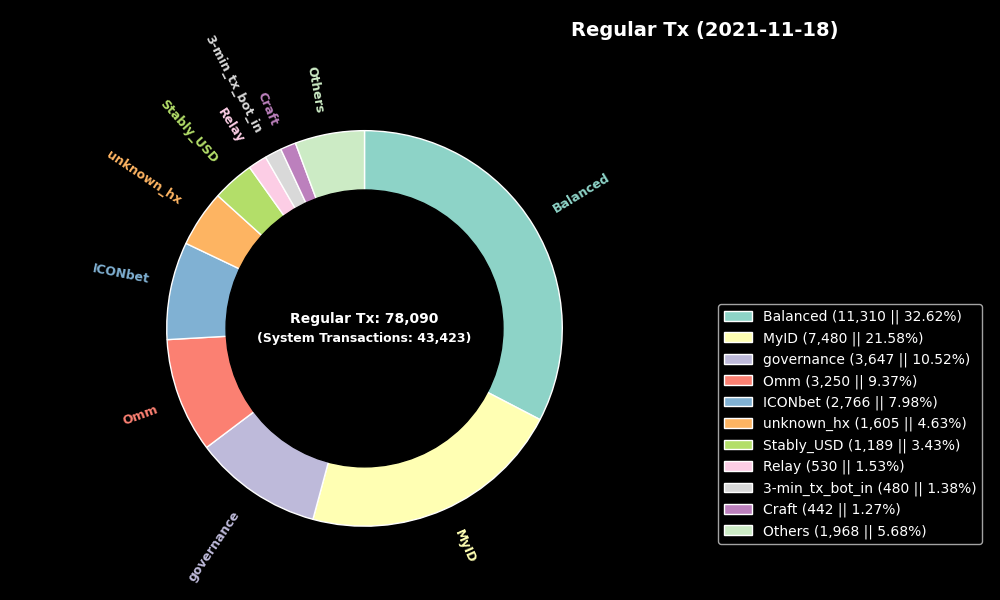 Regular Tx (2021-11-18)
Others
Craft
3-min_tx_bot_in
Relay
Stably_USD
unknown_hx
ICONbet
Omm
governance
MyID
Balanced
Regular Tx: 78,090
(System Transactions: 43,423)
Balanced (11,310 || 32.62%)
MyID (7,480 || 21.58%)
governance (3,647 || 10.52%)
Omm (3,250 || 9.37%)
ICONbet (2,766 || 7.98%)
unknown_hx (1,605 || 4.63%)
Stably_USD (1,189 || 3.43%)
Relay (530 || 1.53%)
3-min_tx_bot_in (480 || 1.38%)
Craft (442 || 1.27%)
Others (1,968 || 5.68%)